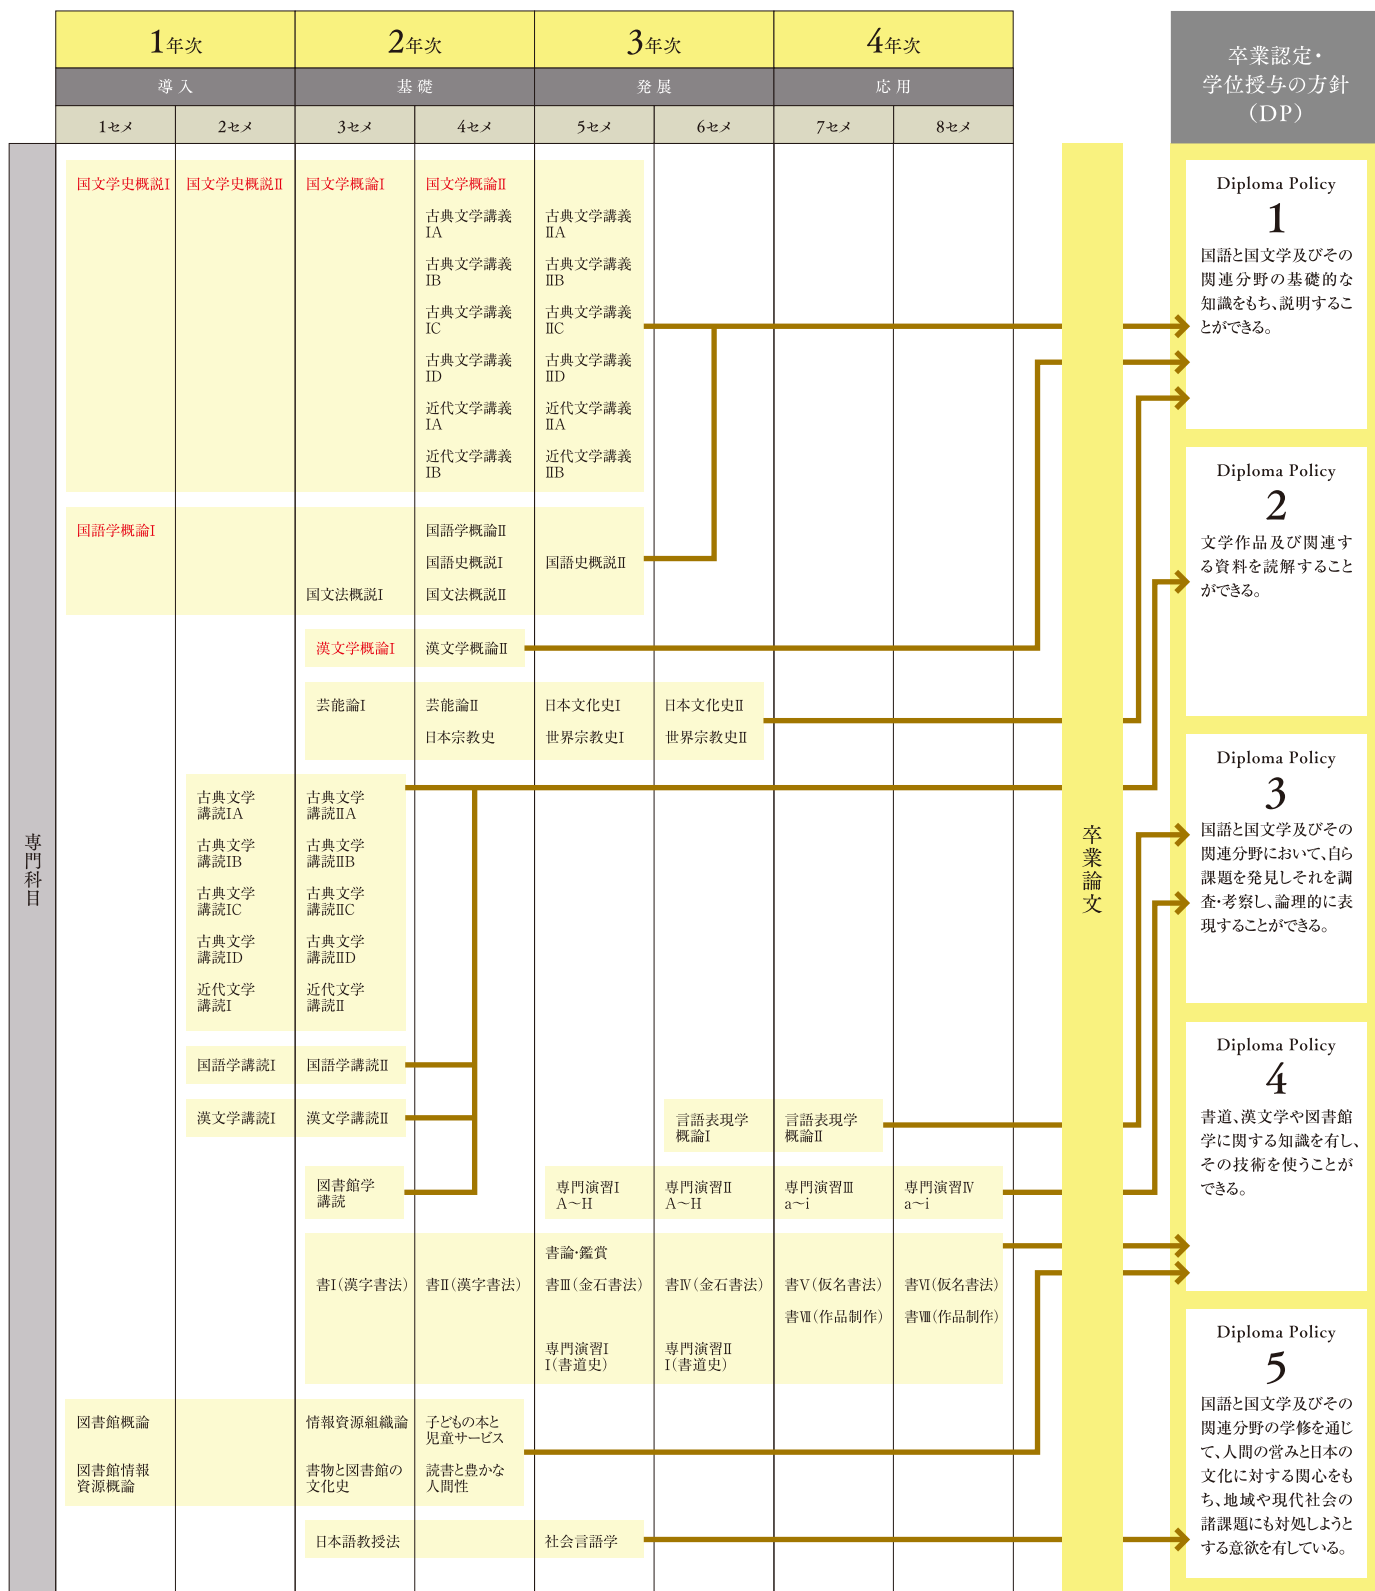 1年次
2年次
3年次
4年次
導入
基礎
発展
応用
1セメ
2セメ
3セメ
4セメ
5セメ
6セメ
7セメ
8セメ
卒業認定・
学位授与の方針
（DP）
専門科目
国文学史概説Ⅰ
国文学史概説Ⅱ
国文学概論Ⅰ
国文学概論Ⅱ
古典文学講義
ⅠA
古典文学講義
ⅡA
古典文学講義
ⅠB
古典文学講義
ⅡB
古典文学講義
ⅠC
古典文学講義
ⅡC
古典文学講義
ⅠD
古典文学講義
ⅡD
近代文学講義
ⅠA
近代文学講義
ⅡA
近代文学講義
ⅠB
近代文学講義
ⅡB
国語学概論Ⅰ
国語学概論Ⅱ
国語史概説Ⅰ
国語史概説Ⅱ
国文法概説Ⅰ
国文法概説Ⅱ
漢文学概論Ⅰ
漢文学概論Ⅱ
芸能論Ⅰ
芸能論Ⅱ
日本文化史Ⅰ
日本文化史Ⅱ
日本宗教史
世界宗教史Ⅰ
世界宗教史Ⅱ
古典文学
講読ⅠA
古典文学
講読ⅡA
古典文学
講読ⅠB
古典文学
講読ⅡB
古典文学
講読ⅠC
古典文学
講読ⅡC
古典文学
講読ⅠD
古典文学
講読ⅡD
近代文学
講読Ⅰ
近代文学
講読Ⅱ
国語学講読Ⅰ
国語学講読Ⅱ
漢文学講読Ⅰ
漢文学講読Ⅱ
言語表現学
概論Ⅰ
言語表現学
概論Ⅱ
図書館学
講読
専門演習Ⅰ
A〜H
専門演習Ⅱ
A〜H
専門演習Ⅲ
a〜i
専門演習Ⅳ
a〜i
書論・鑑賞
書Ⅰ（漢字書法）
書Ⅱ（漢字書法）
書Ⅲ（金石書法）
書Ⅳ（金石書法）
書Ⅴ（仮名書法）
書Ⅵ（仮名書法）
書Ⅶ（作品制作）
書Ⅷ（作品制作）
専門演習Ⅰ
I（書道史）
専門演習Ⅱ
I（書道史）
図書館概論
情報資源組織論
子どもの本と
児童サービス
図書館情報
資源概論
書物と図書館の
文化史
読書と豊かな
人間性
日本語教授法
社会言語学
卒業論文
Diploma Policy
1
国語と国文学及びその
関連分野の基礎的な
知識をもち、説明するこ
とができる。
Diploma Policy
2
文学作品及び関連す
る資料を読解すること
ができる。
Diploma Policy
3
国語と国文学及びその
関連分野において、自ら
課題を発見しそれを調
査・考察し、論理的に表
現することができる。
Diploma Policy
4
書道、漢文学や図書館
学に関する知識を有し、
その技術を使うことが
できる。
Diploma Policy
5
国語と国文学及びその
関連分野の学修を通じ
て、人間の営みと日本の
文化に対する関心をも
ち、地域や現代社会の
諸課題にも対処しようと
する意欲を有している。